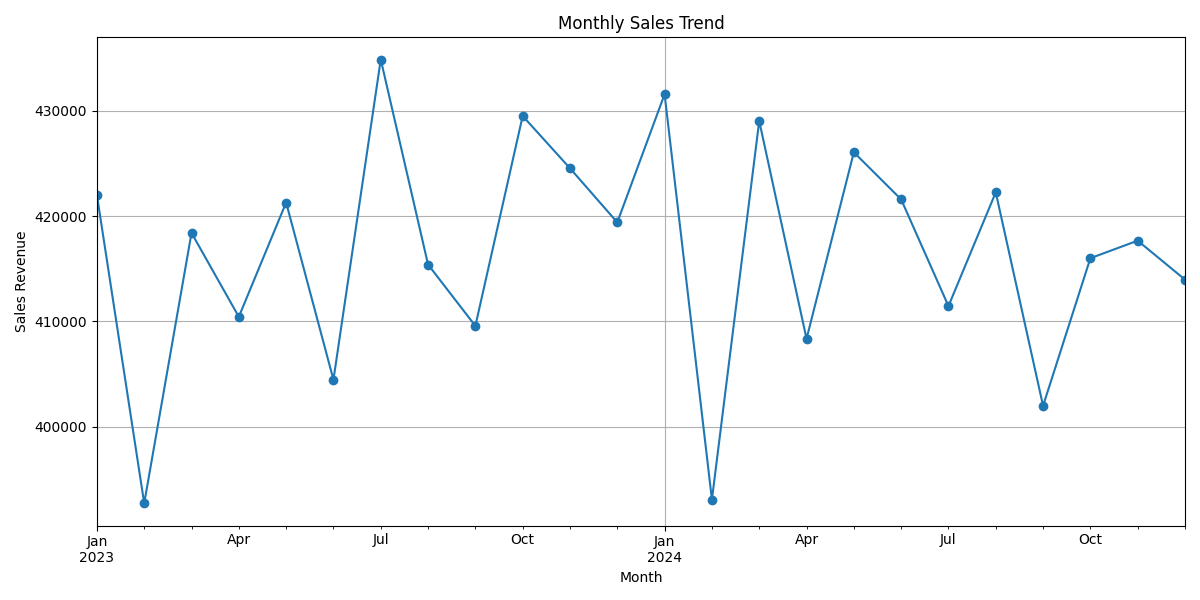 Monthly Sales Trend
Sales Revenue
430000
420000
410000
400000
Jan Apr Jul Oct Jan Apr Jul Oct
2023 2024
Month